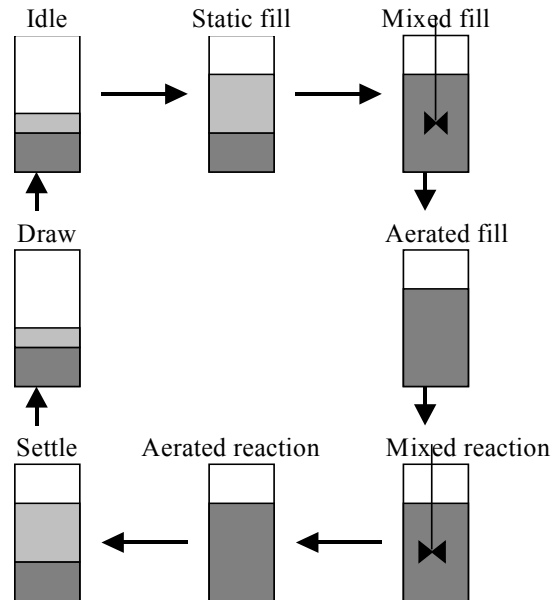 Idle
Static fill
Mixed fill
Draw
Aerated fill
Settle
Aerated reaction
Mixed reaction